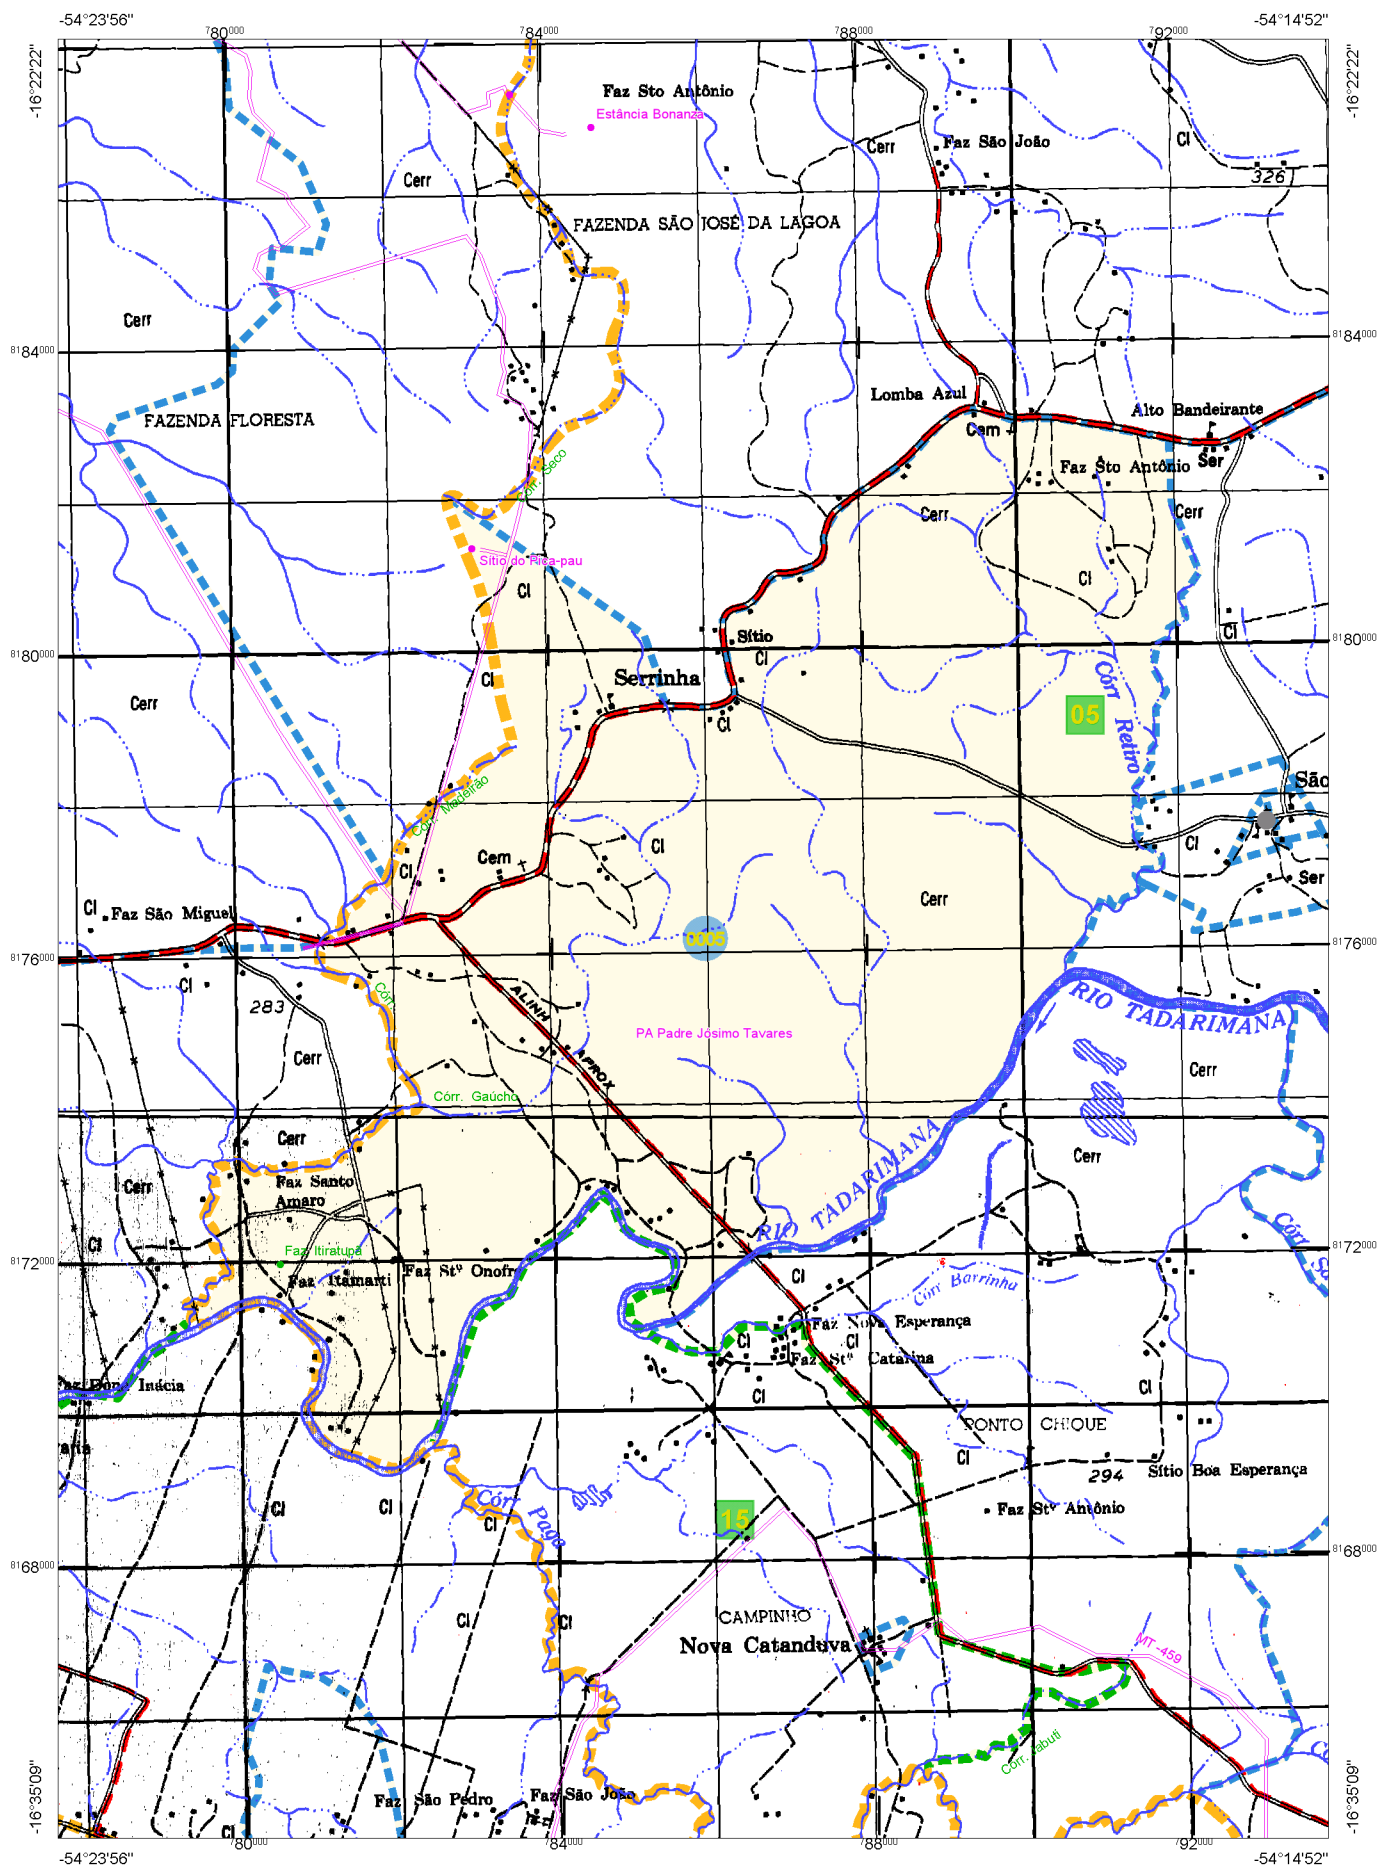 -54°23'56"
-54°14'52"
780000
784000
788000
792000
-16°22'22"
-16°22'22"
Faz Sto Antônio
Estância Bonanza
Faz São João
Cerr
Cl
Cerr
326
FAZENDA SÃO JOSÉ DA LAGOA
Cerr
8184000
8184000
Lomba Azul
Alto Bandeirante
FAZENDA FLORESTA
Cem
Ser
Faz Sto Antônio
Córr. Seco
Cerr
Cerr
Sítio do Pica-pau
Cl
Cl
Cl
Sítio
8180000
8180000
Cl
Serrinha
Cl
Córr Retiro
Cerr
05
Cl
São
Córr. Madeirão
Cl
Cl
Cem
Cl
Ser
Cerr
Cl
Faz São Miguel
0005
8176000
8176000
Cl
283
Córr.
ALINH
APROX
RIO TADARIMANA
PA Padre Jósimo Tavares
Cerr
Cerr
Córr. Gaúcho
Cerr
RIO TADARIMANA
Cerr
Cerr
Faz Santo
Amaro
Cl
Faz Itiratupã
8172000
8172000
Faz Itamarti
Faz Stº Onofr
Cl
Córr Barrinha
Córr
Faz Nova Esperança
Cl
Cl
Faz Stª Catarina
Faz Dona Inácia
Cl
Cl
PONTO CHIQUE
Cl
294
Sítio Boa Esperança
Córr Pago
Cl
Cl
Cl
15
Faz Stº Antônio
8168000
8168000
Cl
Cl
CAMPINHO
Nova Catanduva
MT -459
Córr. Jabuti
Faz São Pedro
Faz São João
Cl
-16°35'09"
-16°35'09"
780000
784000
788000
792000
-54°23'56"
-54°14'52"